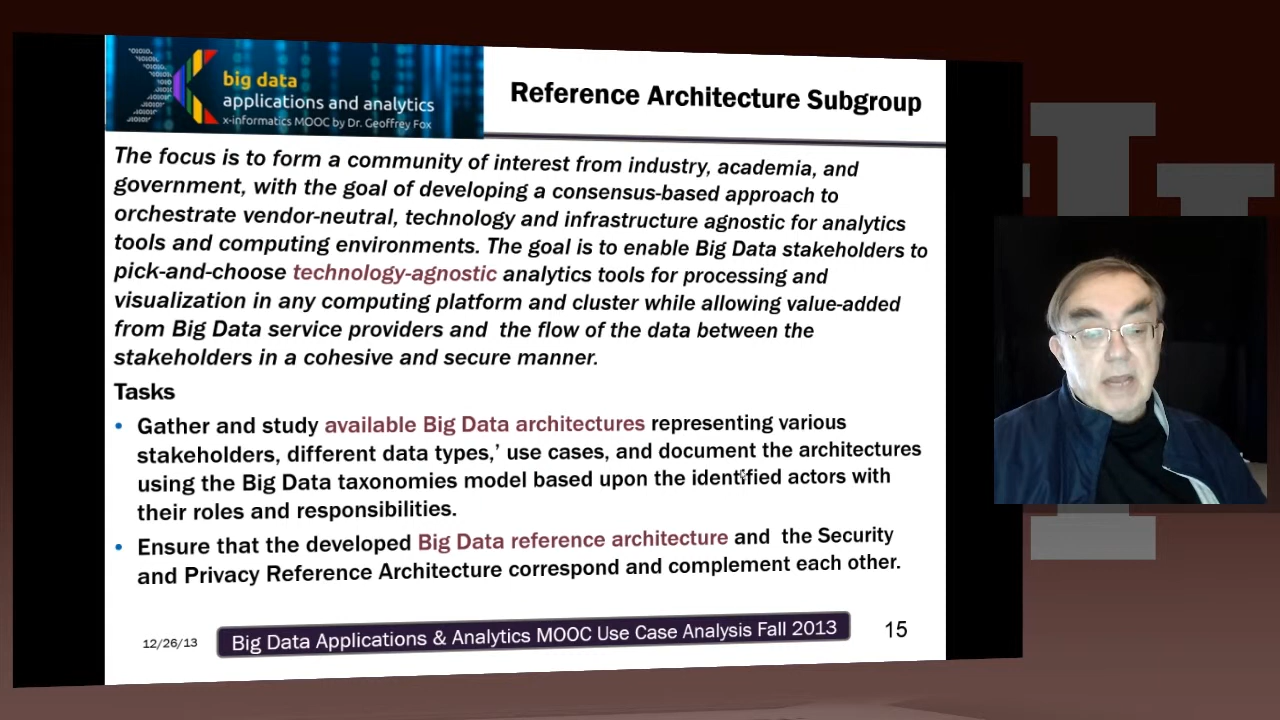 big data
applications and analytics
x-informatics MOOC by Dr. Geoffrey Fox
Reference Architecture Subgroup
The focus is to form a community of interest from industry, academia, and
government, with the goal of developing a consensus-based approach to
orchestrate vendor-neutral, technology and infrastructure agnostic for analytics
tools and computing environments. The goal is to enable Big Data stakeholders to
pick-and-choose technology-agnostic analytics tools for processing and
visualization in any computing platform and cluster while allowing value-added
from Big Data service providers and the flow of the data between the
stakeholders in a cohesive and secure manner.
Tasks
• Gather and study available Big Data architectures representing various
stakeholders, different data types,’ use cases, and document the architectures
using the Big Data taxonomies model based upon the identified actors with
their roles and responsibilities.
• Ensure that the developed Big Data reference architecture and the Security
and Privacy Reference Architecture correspond and complement each other.
12/26/13
Big Data Applications & Analytics MOOC Use Case Analysis Fall 2013
15